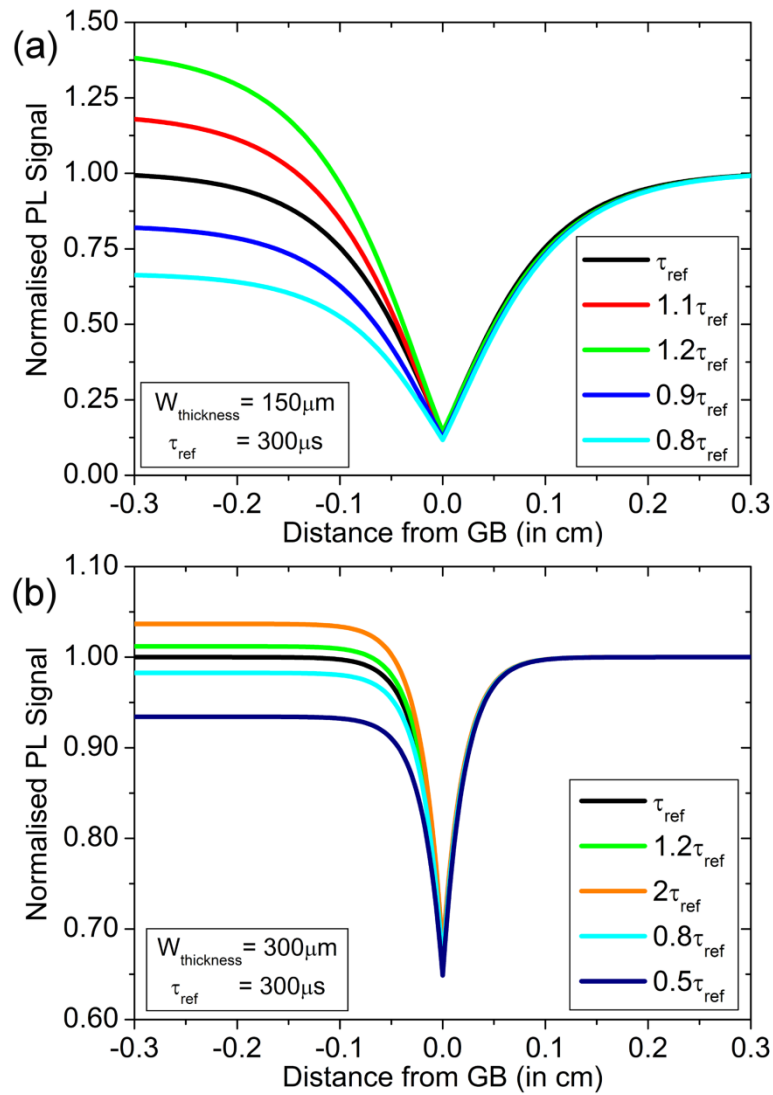 (a)
Normalised PL Signal
1.50
1.25
1.00
0.75
0.50
0.25
0.00
τref
1.1τref
1.2τref
0.9τref
0.8τref
Wthickness = 150μm
τref = 300μs
-0.3 -0.2 -0.1 0.0 0.1 0.2 0.3
Distance from GB (in cm)
(b)
Normalised PL Signal
1.10
1.00
0.90
0.80
0.70
0.60
τref
1.2τref
2τref
0.8τref
0.5τref
Wthickness = 300μm
τref = 300μs
-0.3 -0.2 -0.1 0.0 0.1 0.2 0.3
Distance from GB (in cm)